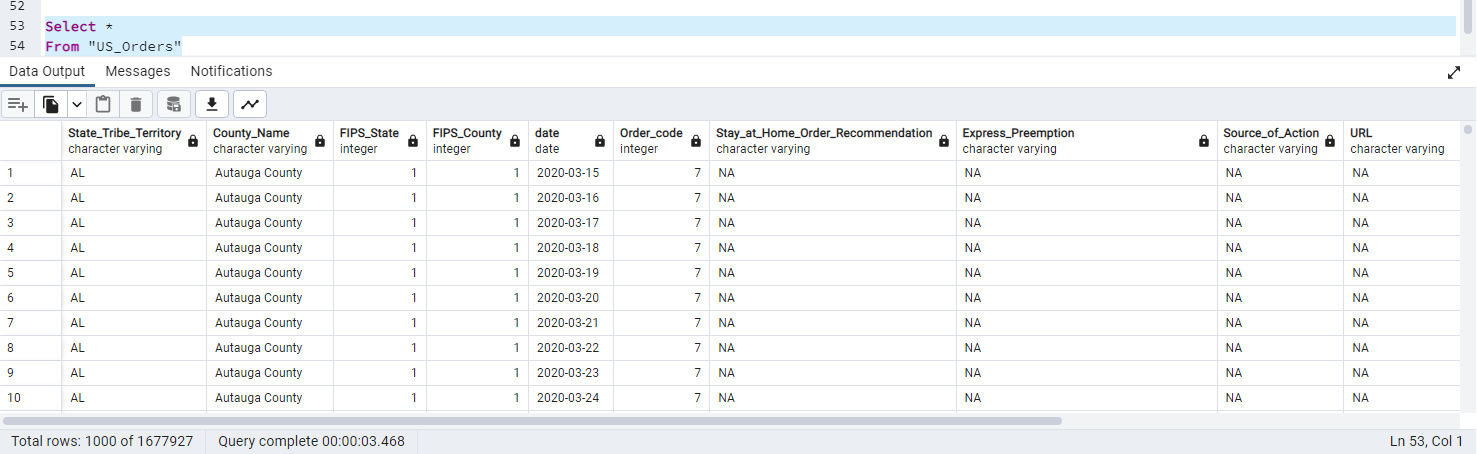 52
53 Select *
54 From "US_Orders"
Data Output Messages Notifications
State_Tribe_Territory County_Name FIPS_State FIPS_County date Order_code Stay_at_Home_Order_Recommendation Express_Preemption Source_of_Action URL
character varying character varying integer integer date integer character varying character varying character varying character varying
1 AL Autauga County 1 1 2020-03-15 7 NA NA NA NA
2 AL Autauga County 1 1 2020-03-16 7 NA NA NA NA
3 AL Autauga County 1 1 2020-03-17 7 NA NA NA NA
4 AL Autauga County 1 1 2020-03-18 7 NA NA NA NA
5 AL Autauga County 1 1 2020-03-19 7 NA NA NA NA
6 AL Autauga County 1 1 2020-03-20 7 NA NA NA NA
7 AL Autauga County 1 1 2020-03-21 7 NA NA NA NA
8 AL Autauga County 1 1 2020-03-22 7 NA NA NA NA
9 AL Autauga County 1 1 2020-03-23 7 NA NA NA NA
10 AL Autauga County 1 1 2020-03-24 7 NA NA NA NA
Total rows: 1000 of 1677927 Query complete 00:00:03.468 Ln 53, Col 1